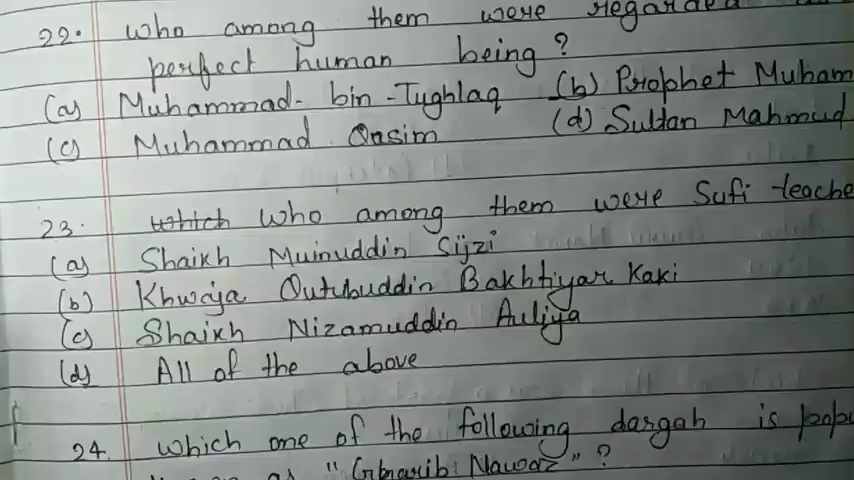 22. Who among them were regarded
perfect human being?
(a) Muhammad- bin -Tughlaq (b) Prophet Muham
(c) Muhammad Qasim (d) Sultan Mahmud
23. Which Who among them were Sufi teache
(a) Shaikh Muinuddin Sijzi
(b) Khwaja Qutubuddin Bakhtiyar Kaki
(c) Shaikh Nizamuddin Auliya
(d) All of the above
24. Which one of the following dargah is popu
as "Gharib Nawaz"?